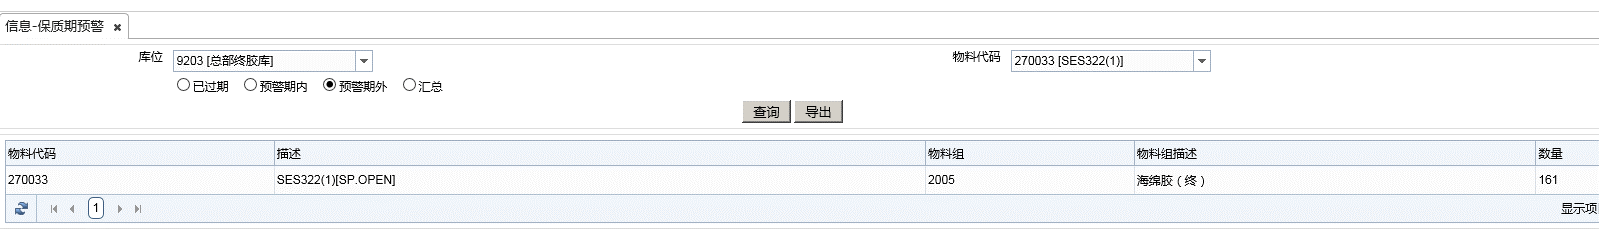 信息-保质期预警
库位 9203 [总部终胶库] 物料代码 270033 [SES322(1)]
已过期 预警期内 预警期外 汇总
查询 导出
物料代码 描述 物料组 物料组描述 数量
270033 SES322(1)[SP.OPEN] 2005 海绵胶（终） 161
1 显示项